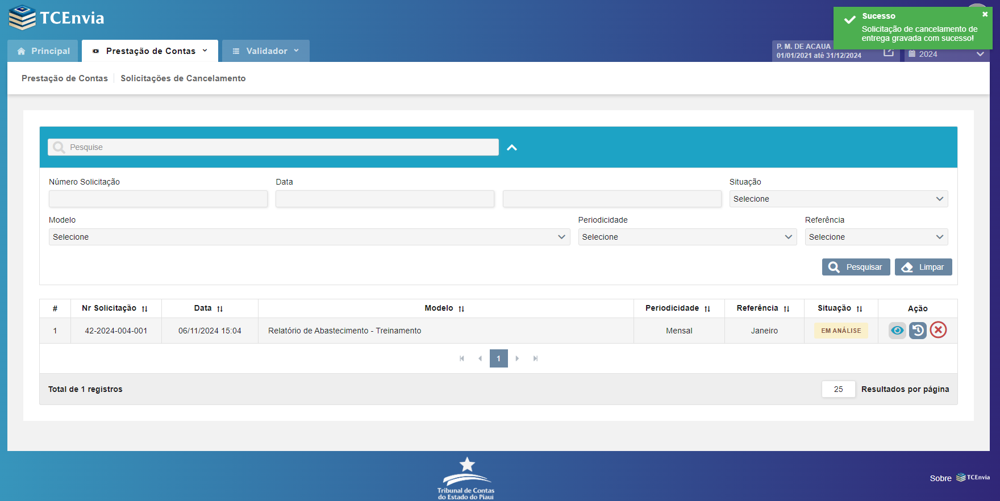 TCEnvia
Sucesso
Solicitação de cancelamento de
entrega gravada com sucesso!
Principal
Prestação de Contas
Validador
P. M. DE ACAUA
01/01/2021 até 31/12/2024
2024
Prestação de Contas
Solicitações de Cancelamento
Pesquise
Número Solicitação
Data
Situação
Selecione
Modelo
Periodicidade
Referência
Selecione
Selecione
Selecione
Pesquisar
Limpar
# Nr Solicitação Data Modelo Periodicidade Referência Situação Ação
1 42-2024-004-001 06/11/2024 15:04 Relatório de Abastecimento - Treinamento Mensal Janeiro EM ANÁLISE
1
Total de 1 registros
25 Resultados por página
Tribunal de Contas
do Estado do Piauí
Sobre TCEnvia